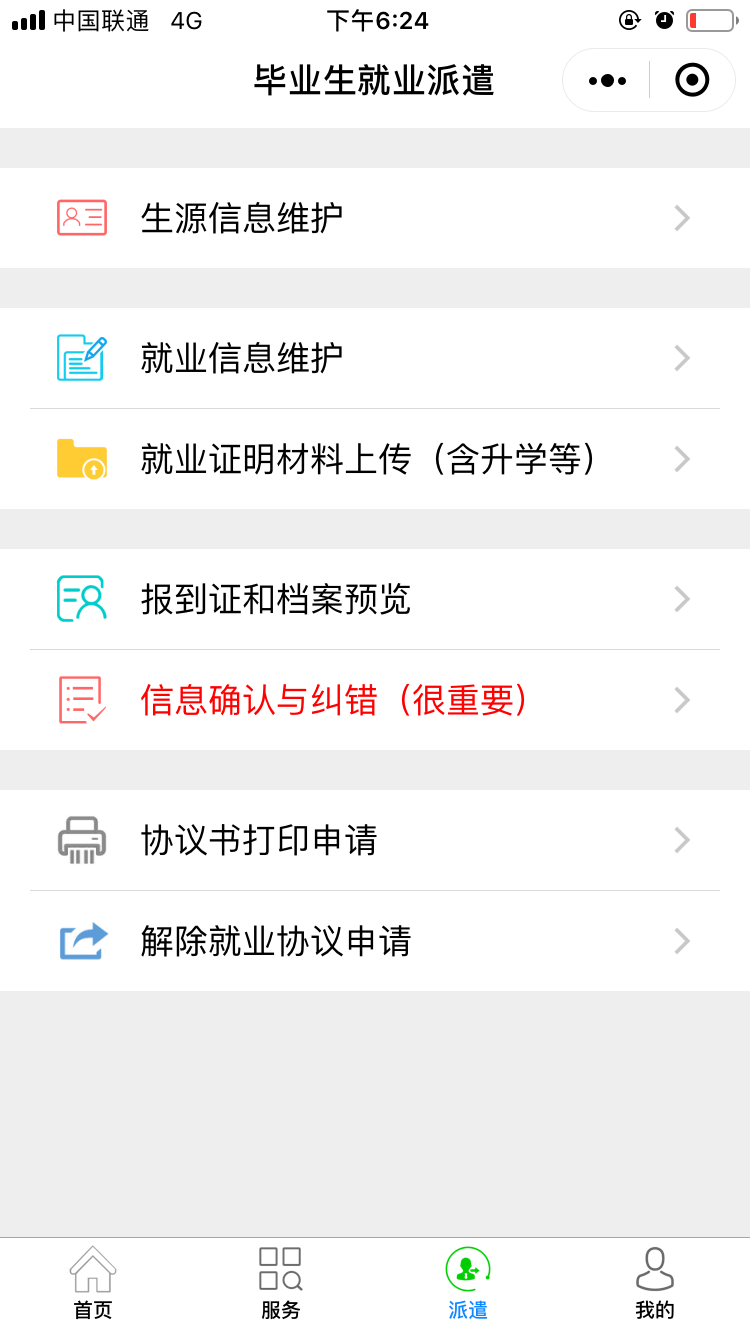 中国联通 4G 下午6:24
毕业生就业派遣
生源信息维护
就业信息维护
就业证明材料上传（含升学等）
报到证和档案预览
信息确认与纠错（很重要）
协议书打印申请
解除就业协议申请
首页 服务 派遣 我的